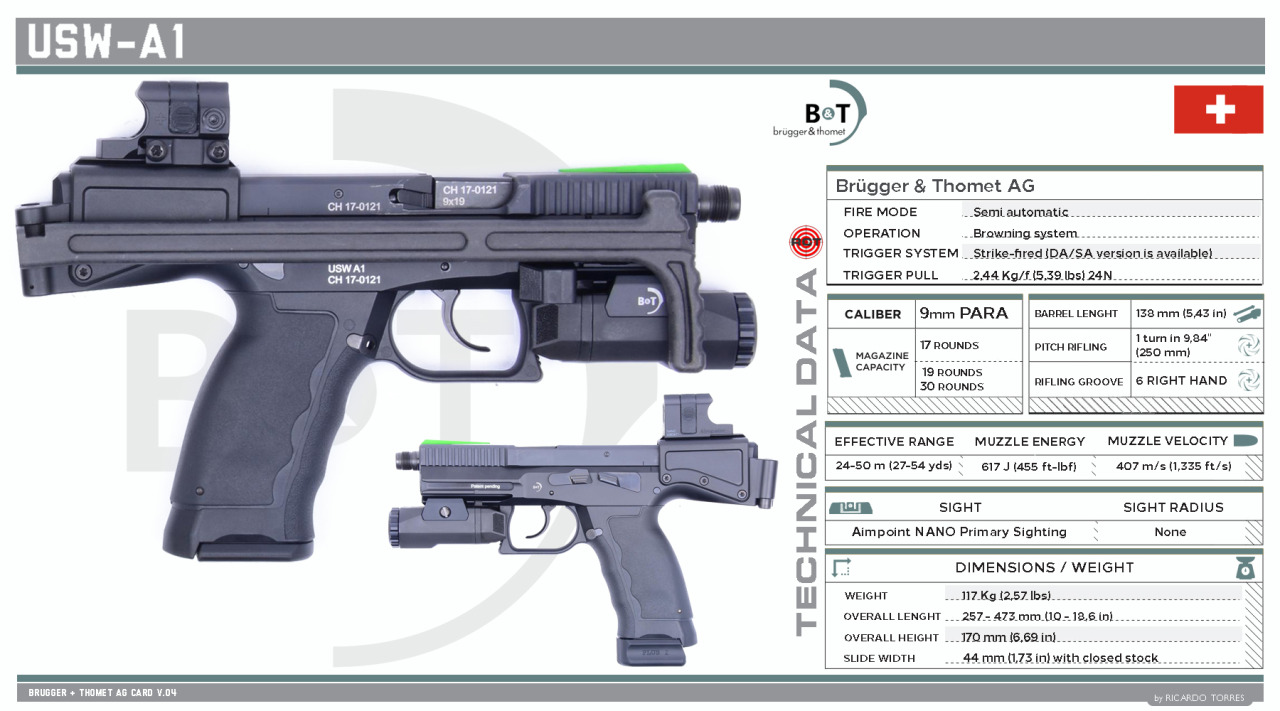 USW-A1
B&T
brügger & thomet
CH 17-0121
CH 17-0121
9x19
USW A1
CH 17-0121
B&T
Patent pending
TECHNICAL DATA
Brügger & Thomet AG
FIRE MODE Semi automatic
OPERATION Browning system
TRIGGER SYSTEM Strike-fired (DA/SA version is available)
TRIGGER PULL 2,44 Kg/f (5,39 lbs) 24N
CALIBER 9mm PARA
MAGAZINE CAPACITY
17 ROUNDS
19 ROUNDS
30 ROUNDS
BARREL LENGHT 138 mm (5,43 in)
PITCH RIFLING 1 turn in 9,84"
(250 mm)
RIFLING GROOVE 6 RIGHT HAND
EFFECTIVE RANGE MUZZLE ENERGY MUZZLE VELOCITY
24-50 m (27-54 yds) 617 J (455 ft-lbf) 407 m/s (1,335 ft/s)
SIGHT SIGHT RADIUS
Aimpoint NANO Primary Sighting None
DIMENSIONS / WEIGHT
WEIGHT 117 Kg (2,57 lbs)
OVERALL LENGHT 257 - 473 mm (10 - 18,6 in)
OVERALL HEIGHT 170 mm (6,69 in)
SLIDE WIDTH 44 mm (1,73 in) with closed stock
BRUGGER + THOMET AG CARD V.04
by RICARDO TORRES